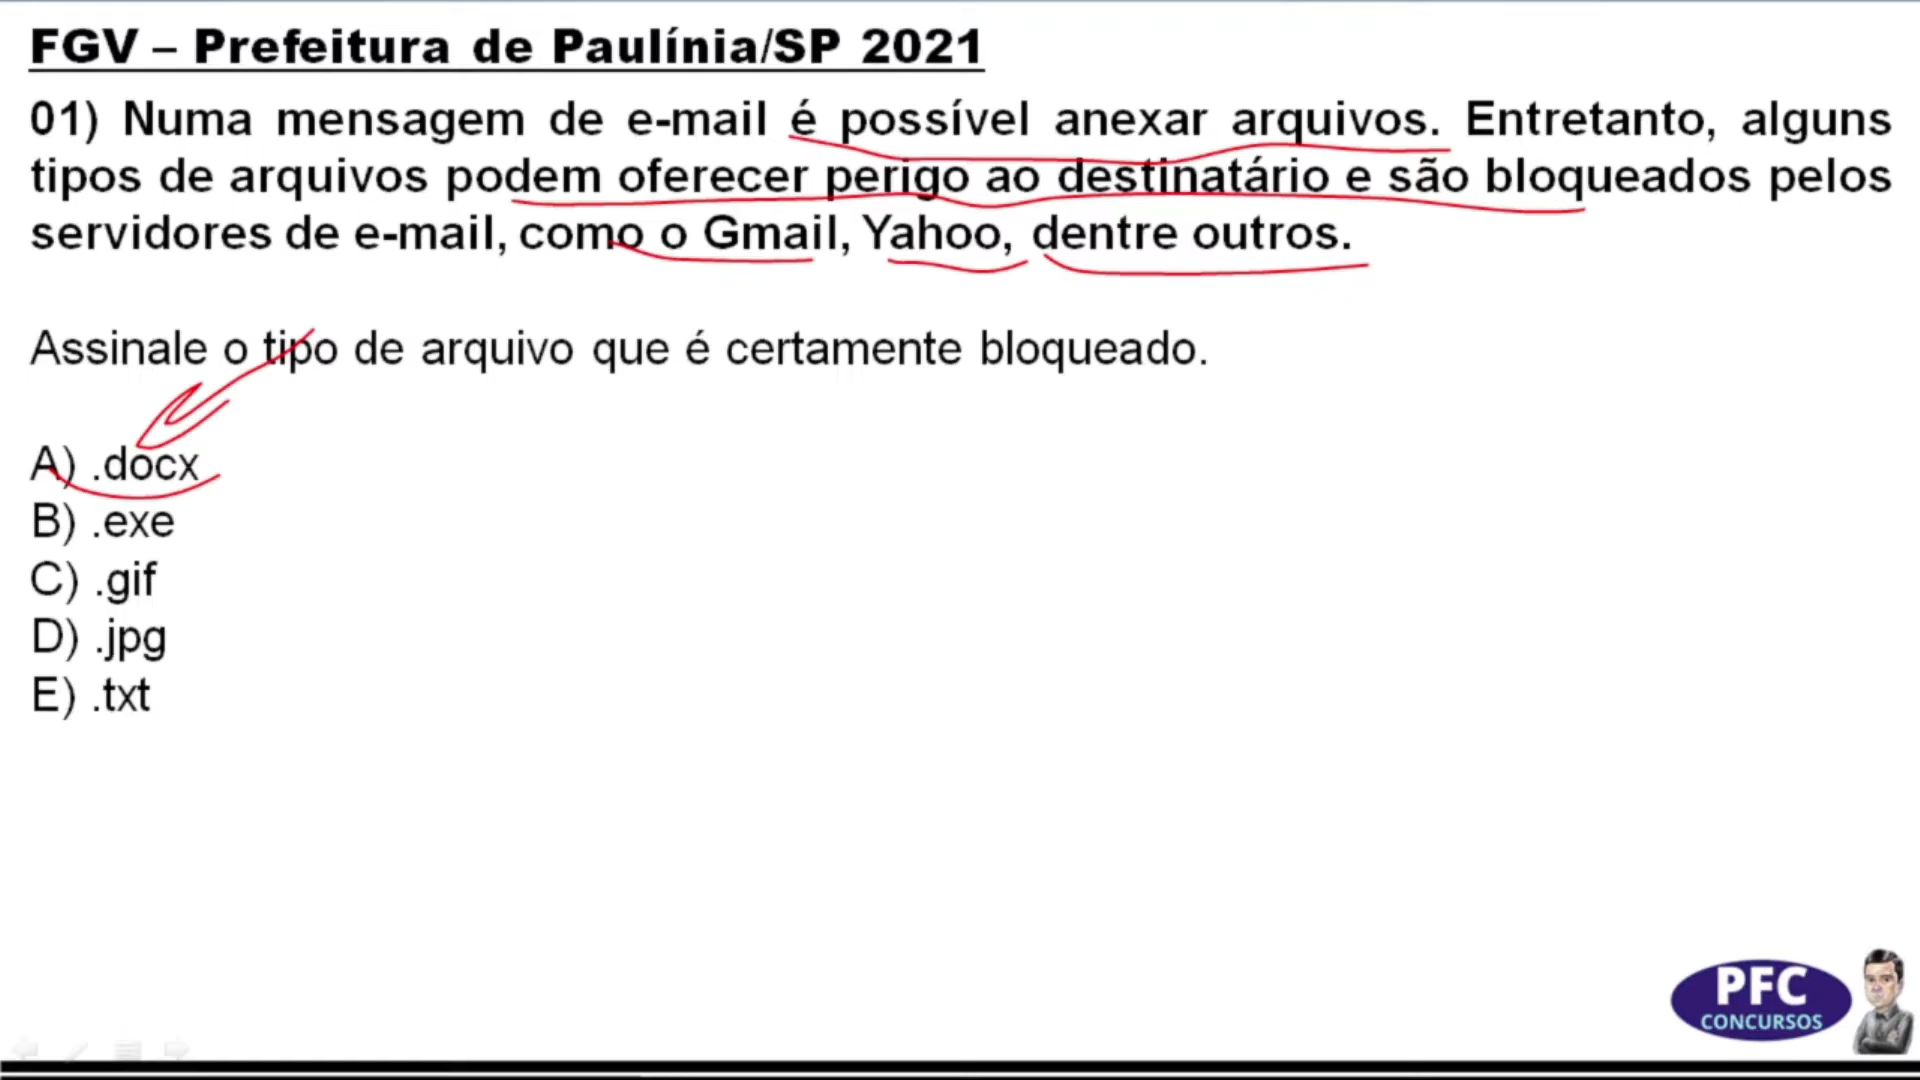 FGV – Prefeitura de Paulínia/SP 2021
01) Numa mensagem de e-mail é possível anexar arquivos. Entretanto, alguns
tipos de arquivos podem oferecer perigo ao destinatário e são bloqueados pelos
servidores de e-mail, como o Gmail, Yahoo, dentre outros.
Assinale o tipo de arquivo que é certamente bloqueado.
A) .docx
B) .exe
C) .gif
D) .jpg
E) .txt
PFC
CONCURSOS